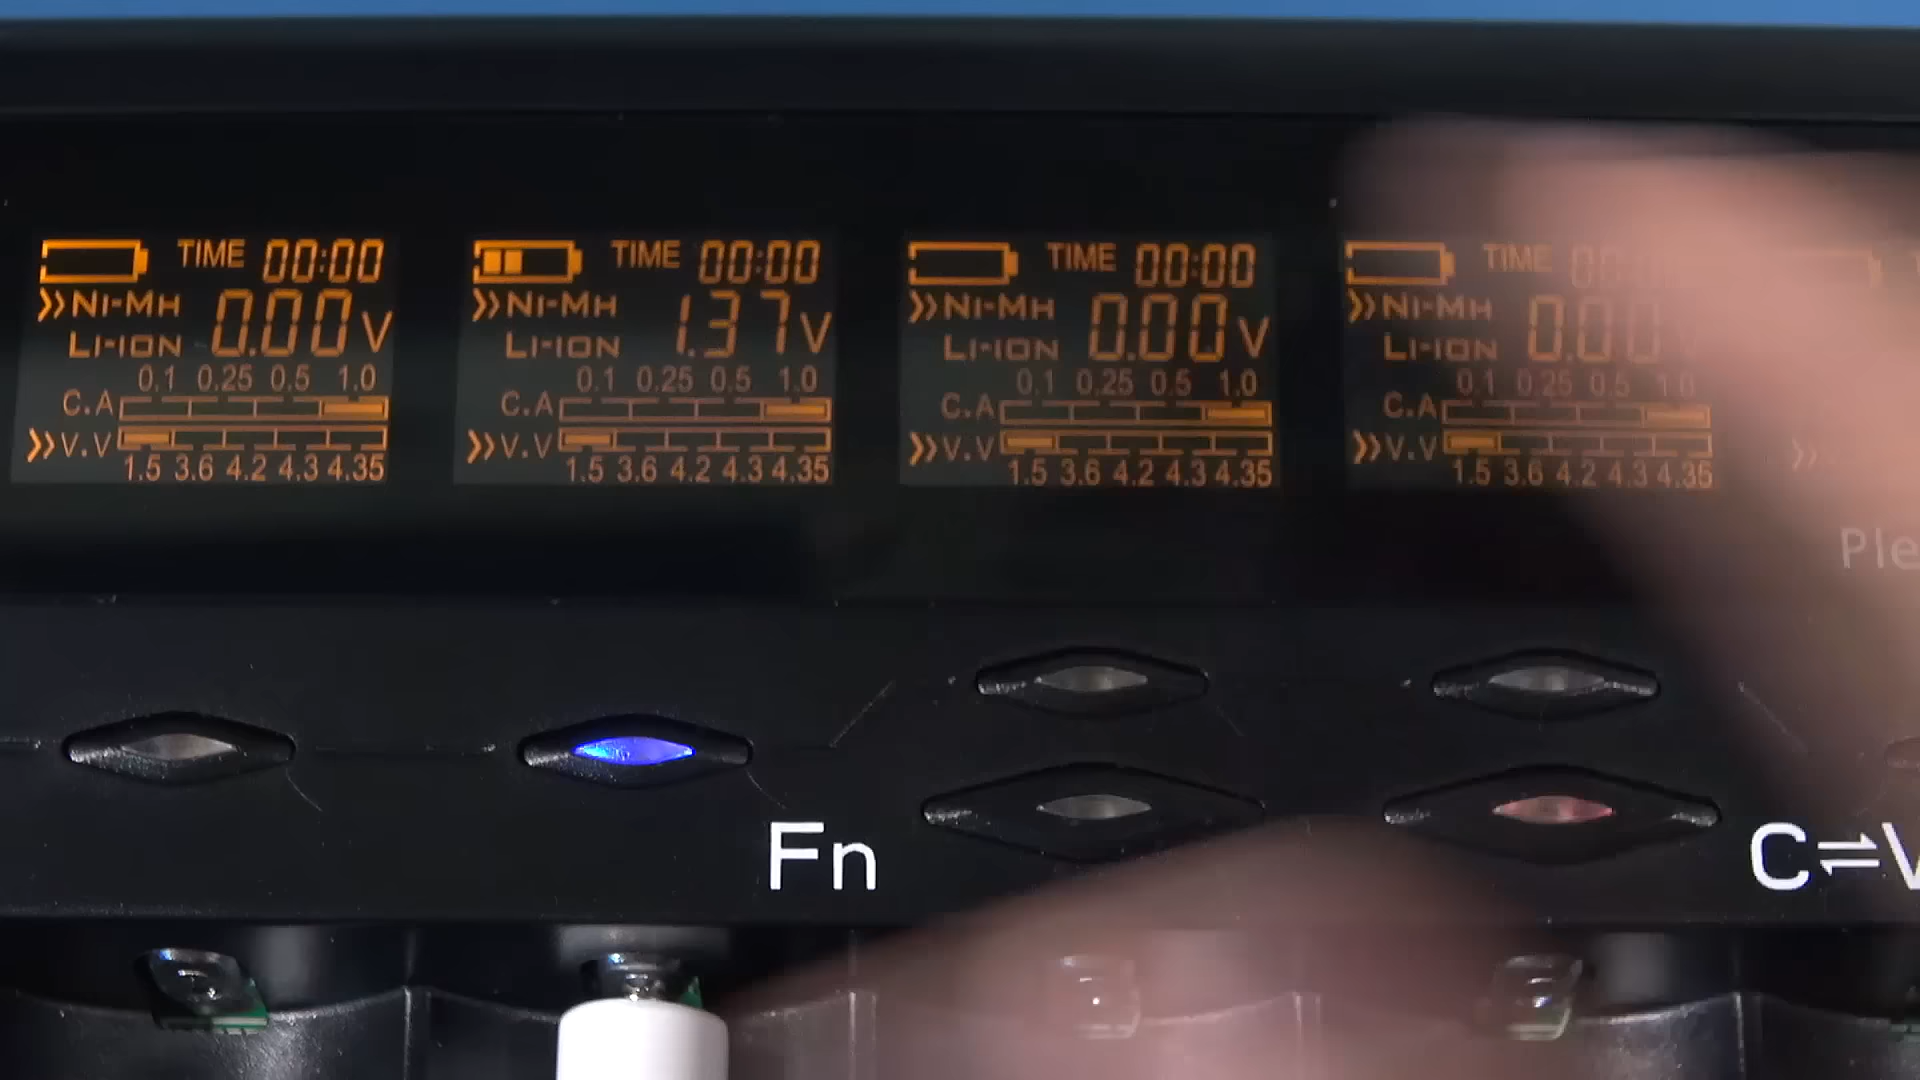 TIME 00:00
»Ni-MH 0.00V
Li-ION
0.1 0.25 0.5 1.0
C.A
»V.V
1.5 3.6 4.2 4.3 4.35
TIME 00:00
»Ni-MH 1.37V
Li-ION
0.1 0.25 0.5 1.0
C.A
»V.V
1.5 3.6 4.2 4.3 4.35
TIME 00:00
»Ni-MH 0.00V
Li-ION
0.1 0.25 0.5 1.0
C.A
»V.V
1.5 3.6 4.2 4.3 4.35
TIME
»Ni-MH 0.00
Li-ION
0.1 0.25 0.5 1.0
C.A
»V.V
1.5 3.6 4.2 4.3 4.35
Ple
Fn
C⇌V